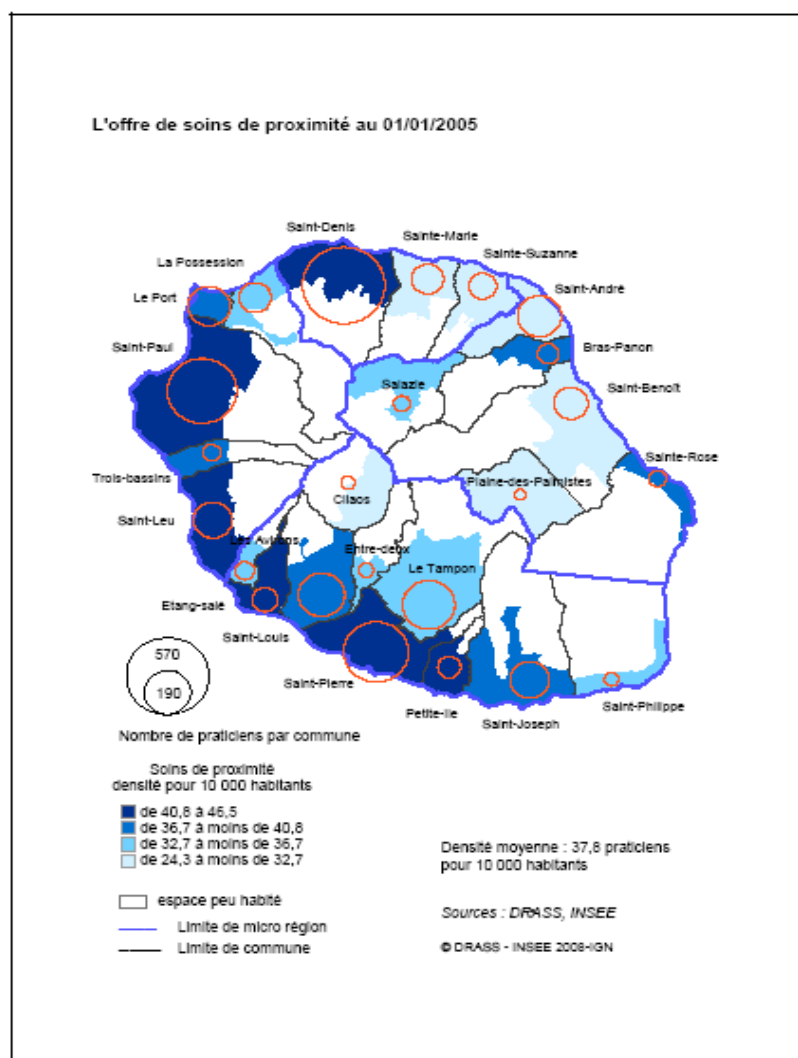 L'offre de soins de proximité au 01/01/2005
Saint-Denis
Sainte-Marie
Sainte-Suzanne
La Possession
Saint-André
Le Port
Saint-Paul
Bras-Panon
Salazie
Saint-Benoît
Sainte-Rose
Trois-bassins
Cilaos
Plaine-des-Palmistes
Saint-Leu
Les Avirons
Entre-deux
Le Tampon
Etang-salé
Saint-Louis
Saint-Pierre
Petite-Ile
Saint-Joseph
Saint-Philippe
570
190
Nombre de praticiens par commune
Soins de proximité
densité pour 10 000 habitants
de 40,8 à 46,5
de 36,7 à moins de 40,8
de 32,7 à moins de 36,7
de 24,3 à moins de 32,7
Densité moyenne : 37,8 praticiens
pour 10 000 habitants
espace peu habité
Limite de micro région
Limite de commune
Sources : DRASS, INSEE
© DRASS - INSEE 2008-IGN